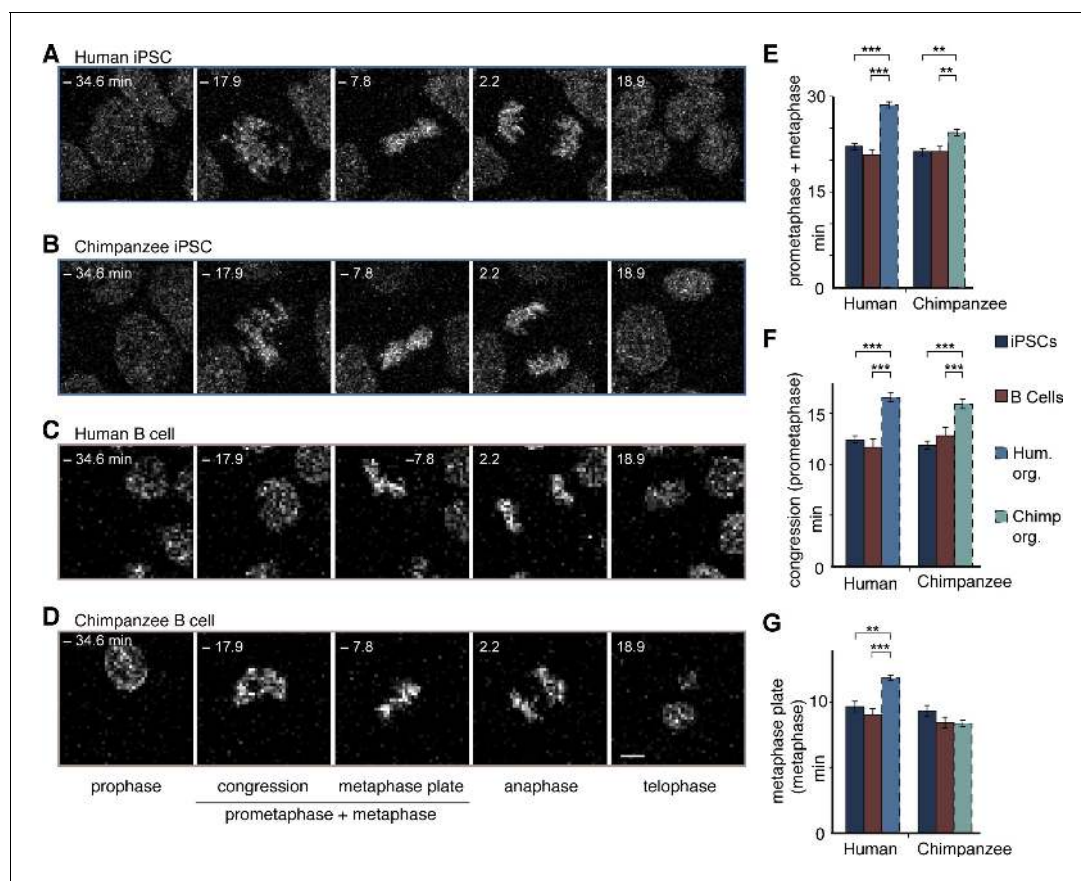 A Human iPSC
– 34.6 min – 17.9 – 7.8 2.2 18.9
B Chimpanzee iPSC
– 34.6 min – 17.9 – 7.8 2.2 18.9
C Human B cell
– 34.6 min – 17.9 –7.8 2.2 18.9
D Chimpanzee B cell
– 34.6 min – 17.9 – 7.8 2.2 18.9
prophase congression metaphase plate anaphase telophase
prometaphase + metaphase
E
*** **
*** **
prometaphase + metaphase
min
30
15
0
Human Chimpanzee
F
*** ***
*** ***
congression (prometaphase)
min
15
10
0
Human Chimpanzee
iPSCs
B Cells
Hum.
org.
Chimp
org.
G
**
***
metaphase plate
(metaphase)
min
10
0
Human Chimpanzee